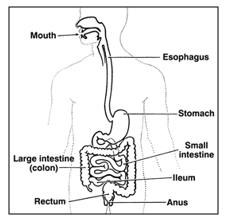 Mouth
Esophagus
Stomach
Small
intestine
Large intestine
(colon)
Ileum
Rectum
Anus